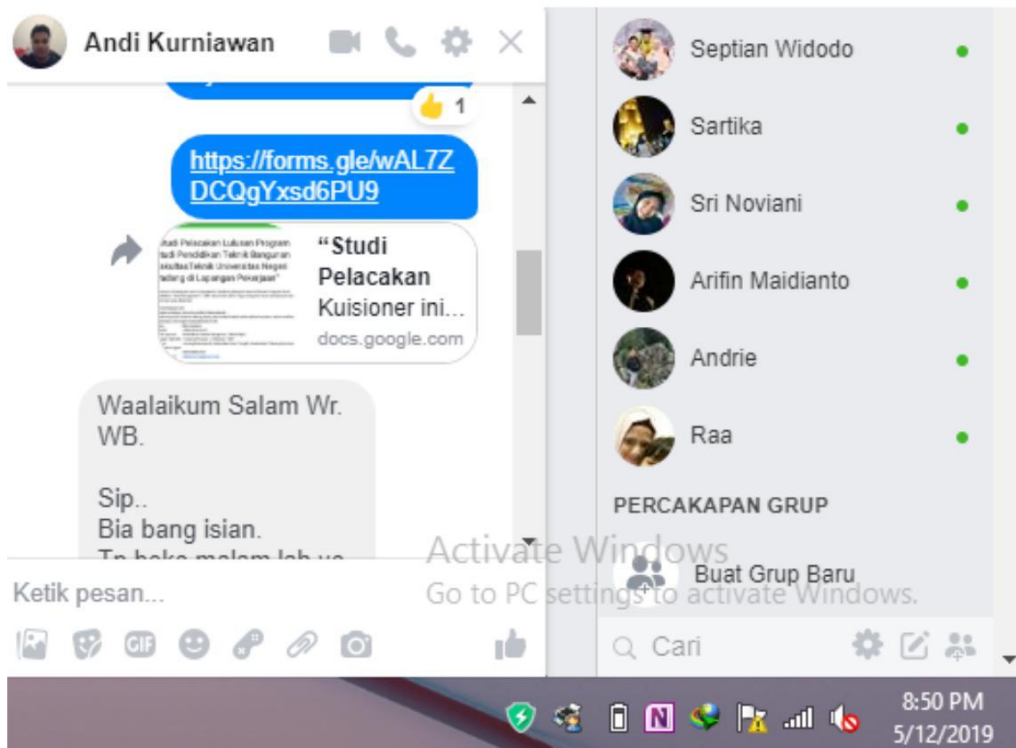 Andi Kurniawan
1
https://forms.gle/wAL7Z
DCQgYxsd6PU9
"Studi
Pelacakan
Kuisioner ini...
docs.google.com
Waalaikum Salam Wr.
WB.
Sip..
Bia bang isian.
Ketik pesan...
GIF
Septian Widodo
Sartika
Sri Noviani
Arifin Maidianto
Andrie
Raa
PERCAKAPAN GRUP
Buat Grup Baru
Cari
Activate Windows
Go to PC settings to activate Windows.
N
8:50 PM
5/12/2019